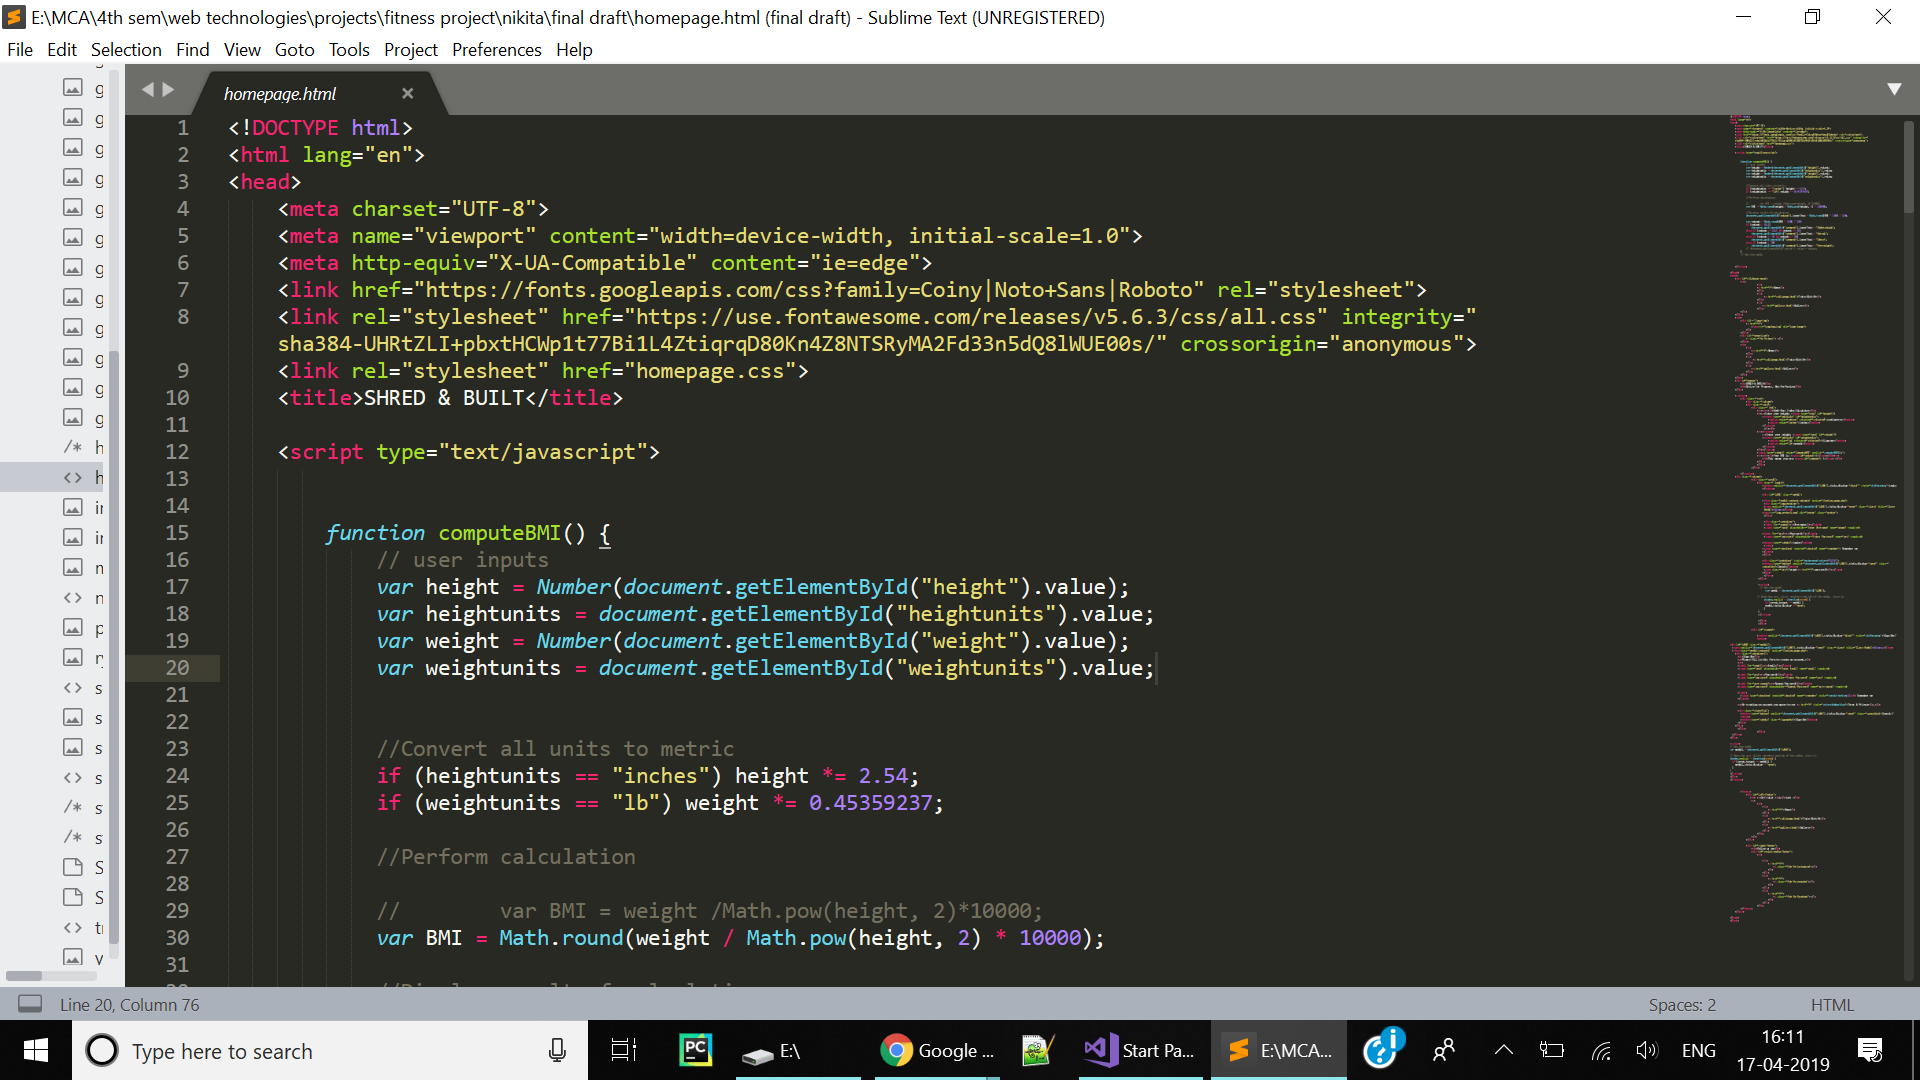 E:\MCA\4th sem\web technologies\projects\fitness project\nikita\final draft\homepage.html (final draft) - Sublime Text (UNREGISTERED)
File Edit Selection Find View Goto Tools Project Preferences Help
homepage.html
1 <!DOCTYPE html>
2 <html lang="en">
3 <head>
4 <meta charset="UTF-8">
5 <meta name="viewport" content="width=device-width, initial-scale=1.0">
6 <meta http-equiv="X-UA-Compatible" content="ie=edge">
7 <link href="https://fonts.googleapis.com/css?family=Coiny|Noto+Sans|Roboto" rel="stylesheet">
8 <link rel="stylesheet" href="https://use.fontawesome.com/releases/v5.6.3/css/all.css" integrity="
sha384-UHRtZLI+pbxtHCWp1t77Bi1L4ZtiqrqD80Kn4Z8NTSRyMA2Fd33n5dQ8lWUE00s/" crossorigin="anonymous">
9 <link rel="stylesheet" href="homepage.css">
10 <title>SHRED & BUILT</title>
11
12 <script type="text/javascript">
13
14
15 function computeBMI() {
16 // user inputs
17 var height = Number(document.getElementById("height").value);
18 var heightunits = document.getElementById("heightunits").value;
19 var weight = Number(document.getElementById("weight").value);
20 var weightunits = document.getElementById("weightunits").value;
21
22
23 //Convert all units to metric
24 if (heightunits == "inches") height *= 2.54;
25 if (weightunits == "lb") weight *= 0.45359237;
26
27 //Perform calculation
28
29 // var BMI = weight /Math.pow(height, 2)*10000;
30 var BMI = Math.round(weight / Math.pow(height, 2) * 10000);
31
Line 20, Column 76
Spaces: 2
HTML
Type here to search
PC
E:\
Google ...
Start Pa...
E:\MCA...
ENG
16:11
17-04-2019